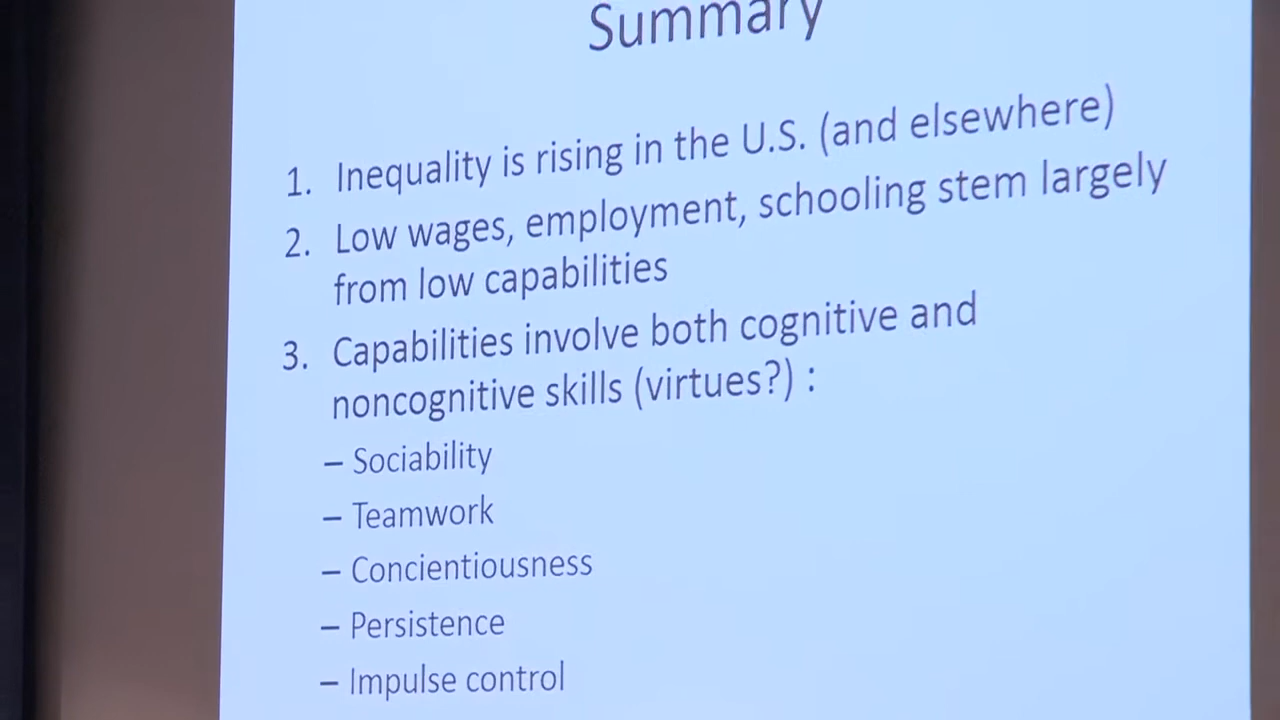 Summary
1. Inequality is rising in the U.S. (and elsewhere)
2. Low wages, employment, schooling stem largely
from low capabilities
3. Capabilities involve both cognitive and
noncognitive skills (virtues?) :
– Sociability
– Teamwork
– Concientiousness
– Persistence
– Impulse control